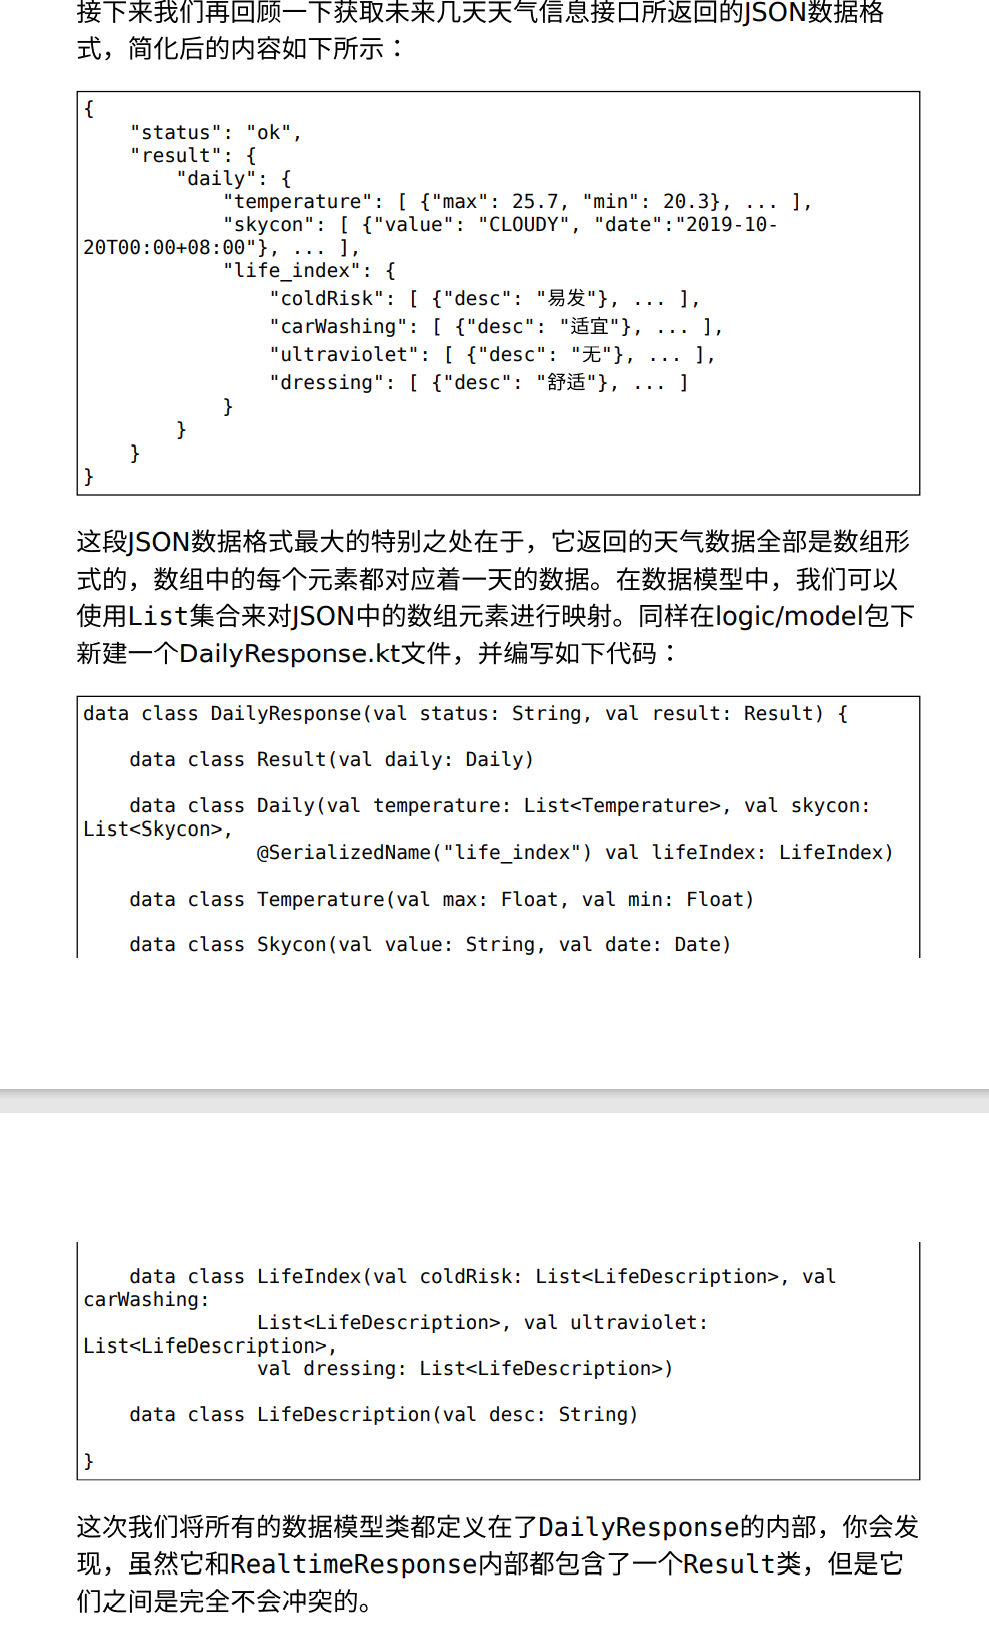 接下来我们再回顾一下获取未来几天天气信息接口所返回的JSON数据格
式，简化后的内容如下所示：
{
    "status": "ok",
    "result": {
        "daily": {
            "temperature": [ {"max": 25.7, "min": 20.3}, ... ],
            "skycon": [ {"value": "CLOUDY", "date":"2019-10-
20T00:00+08:00"}, ... ],
            "life_index": {
                "coldRisk": [ {"desc": "易发"}, ... ],
                "carWashing": [ {"desc": "适宜"}, ... ],
                "ultraviolet": [ {"desc": "无"}, ... ],
                "dressing": [ {"desc": "舒适"}, ... ]
            }
        }
    }
}
这段JSON数据格式最大的特别之处在于，它返回的天气数据全部是数组形
式的，数组中的每个元素都对应着一天的数据。在数据模型中，我们可以
使用List集合来对JSON中的数组元素进行映射。同样在logic/model包下
新建一个DailyResponse.kt文件，并编写如下代码：
data class DailyResponse(val status: String, val result: Result) {
    data class Result(val daily: Daily)
    data class Daily(val temperature: List<Temperature>, val skycon:
List<Skycon>,
               @SerializedName("life_index") val lifeIndex: LifeIndex)
    data class Temperature(val max: Float, val min: Float)
    data class Skycon(val value: String, val date: Date)
    data class LifeIndex(val coldRisk: List<LifeDescription>, val
carWashing:
               List<LifeDescription>, val ultraviolet:
List<LifeDescription>,
               val dressing: List<LifeDescription>)
    data class LifeDescription(val desc: String)
}
这次我们将所有的数据模型类都定义在了DailyResponse的内部，你会发
现，虽然它和RealtimeResponse内部都包含了一个Result类，但是它
们之间是完全不会冲突的。